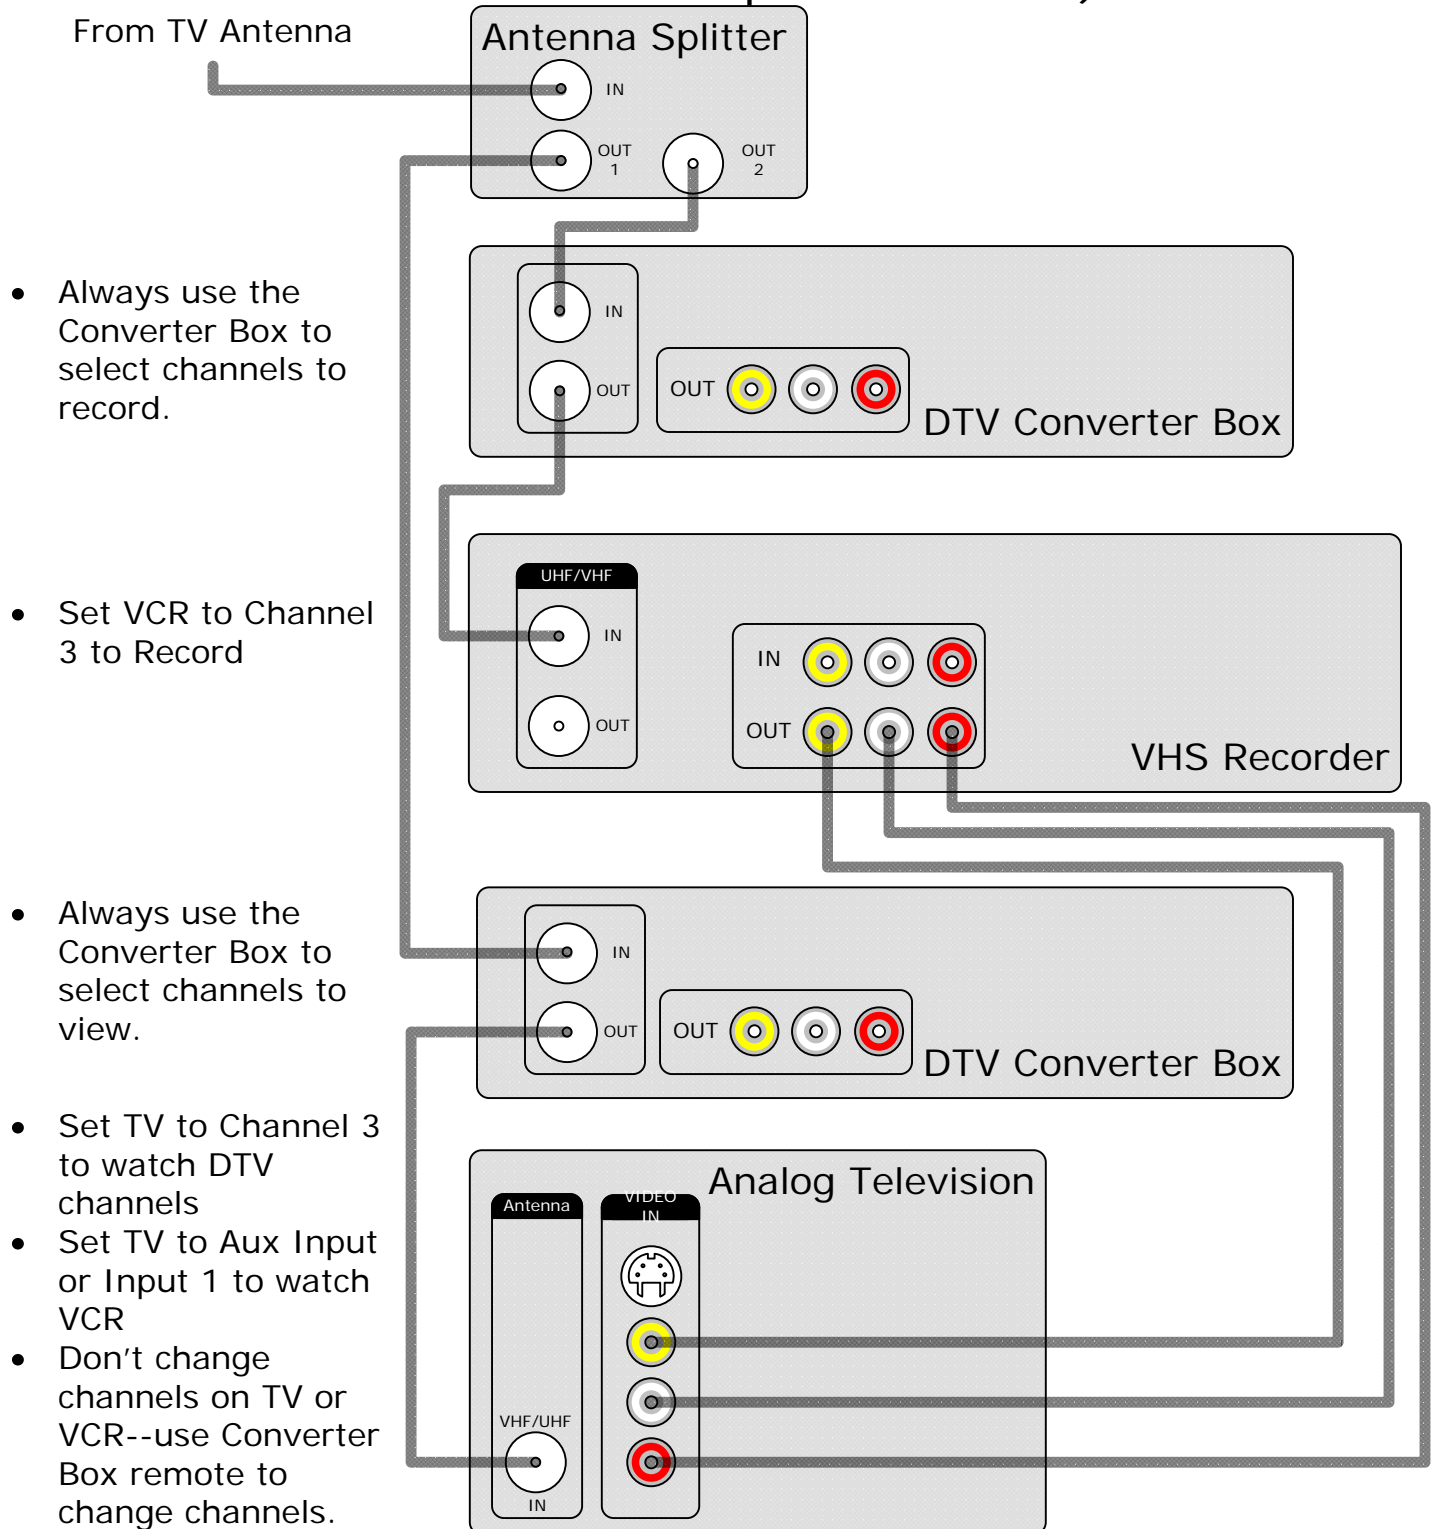 From TV Antenna
Antenna Splitter
IN
OUT
1
OUT
2
• Always use the
Converter Box to
select channels to
record.
IN
OUT
OUT
DTV Converter Box
• Set VCR to Channel
3 to Record
UHF/VHF
IN
OUT
IN
OUT
VHS Recorder
• Always use the
Converter Box to
select channels to
view.
IN
OUT
OUT
DTV Converter Box
• Set TV to Channel 3
to watch DTV
channels
• Set TV to Aux Input
or Input 1 to watch
VCR
• Don't change
channels on TV or
VCR--use Converter
Box remote to
change channels.
Analog Television
Antenna
VIDEO
IN
VHF/UHF
IN